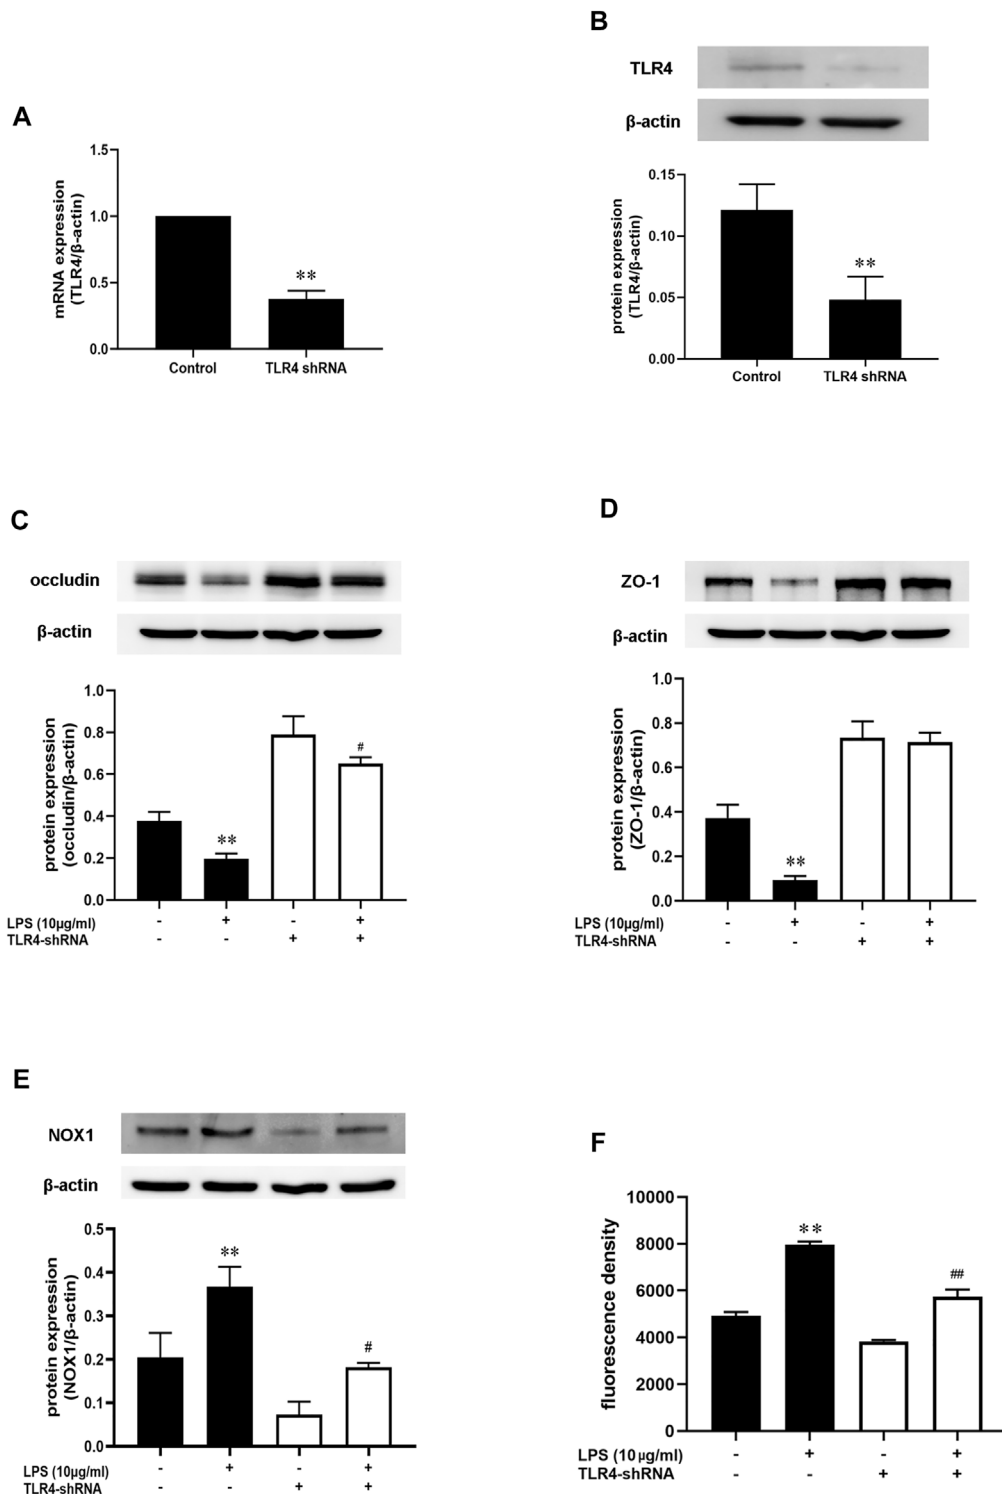 A
1.5
1.0
0.5
0.0
mRNA expression
(TLR4/β-actin)
**
Control
TLR4 shRNA
B
TLR4
β-actin
0.15
0.10
0.05
0.00
protein expression
(TLR4/β-actin)
**
Control
TLR4 shRNA
C
occludin
β-actin
1.0
0.8
0.6
0.4
0.2
0.0
protein expression
(occludin/β-actin)
**
#
LPS (10μg/ml) - + - +
TLR4-shRNA - - + +
D
ZO-1
β-actin
1.0
0.8
0.6
0.4
0.2
0.0
protein expression
(ZO-1/β-actin)
**
LPS (10μg/ml) - + - +
TLR4-shRNA - - + +
E
NOX1
β-actin
0.5
0.4
0.3
0.2
0.1
0.0
protein expression
(NOX1/β-actin)
**
#
LPS (10μg/ml) - + - +
TLR4-shRNA - - + +
F
10000
8000
6000
4000
2000
0
fluorescence density
**
##
LPS (10μg/ml) - + - +
TLR4-shRNA - - + +